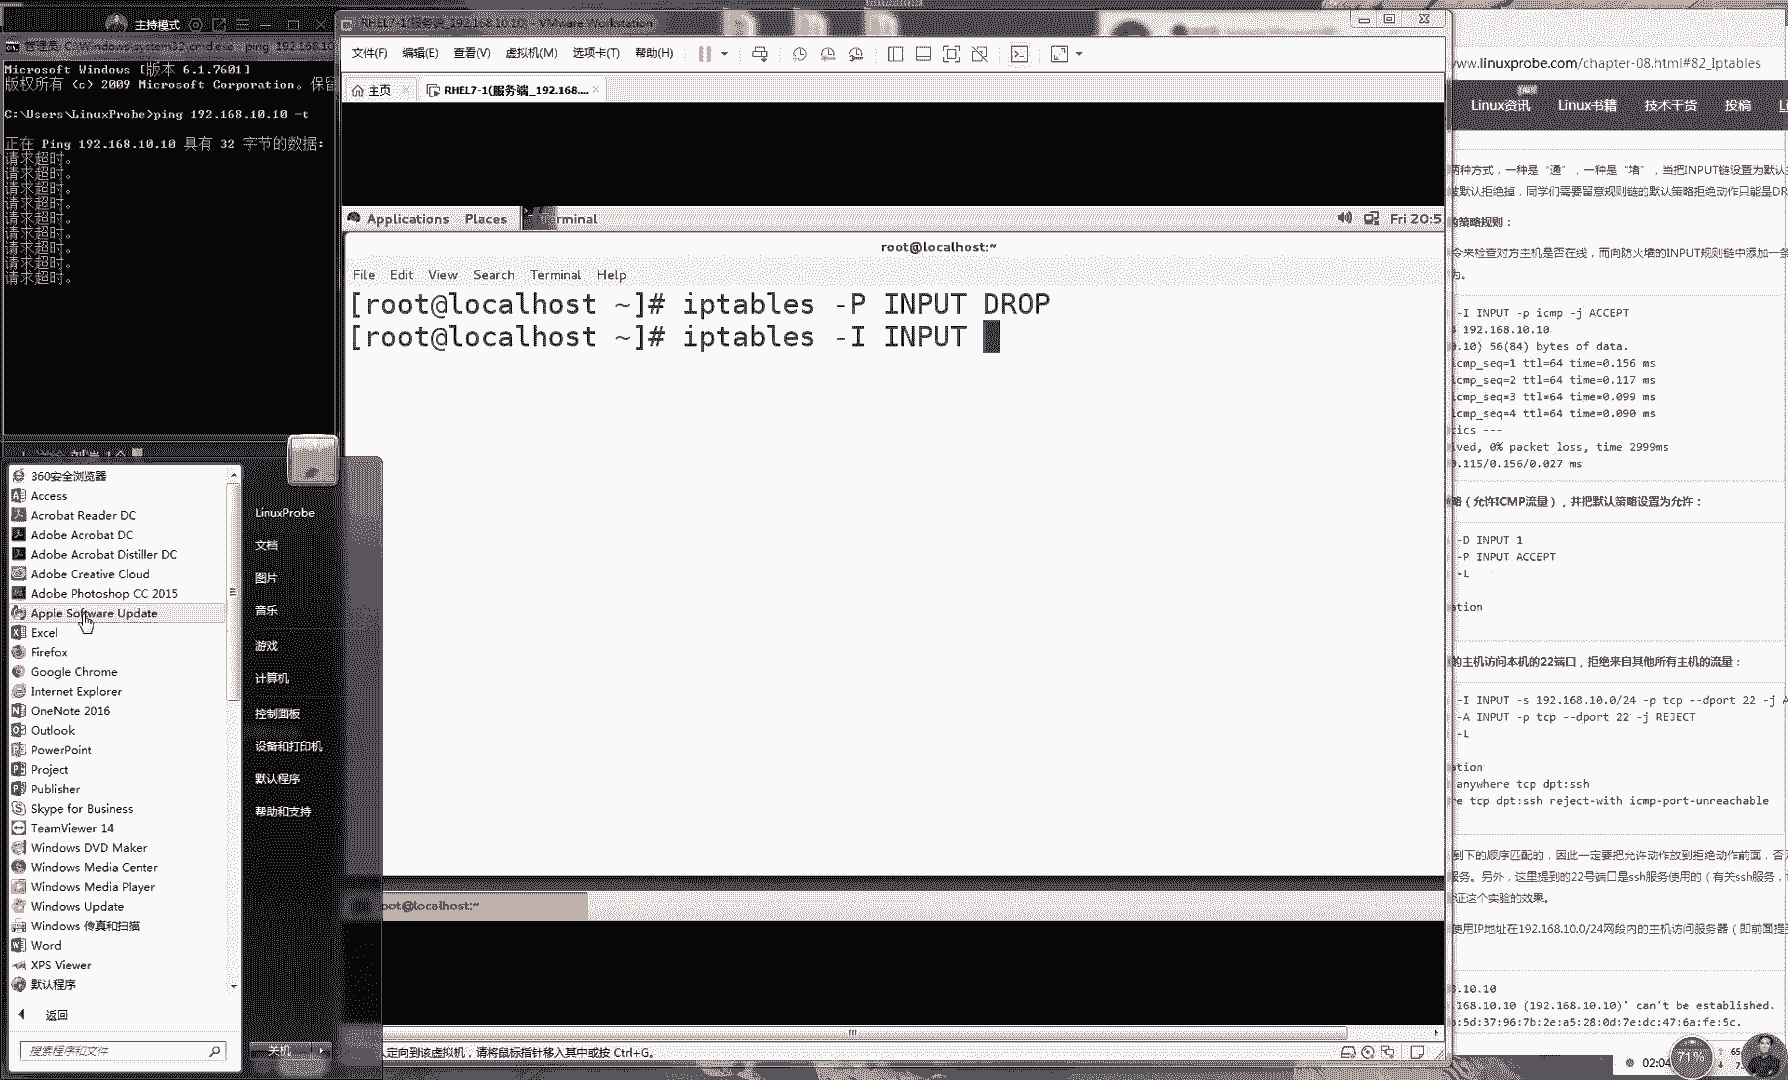 主持模式
管理员: C:\Windows\system32\cmd.exe - ping 192.168.10
Microsoft Windows [版本 6.1.7601]
版权所有 (c) 2009 Microsoft Corporation。保留
C:\Users\LinuxProbe>ping 192.168.10.10 -t
正在 Ping 192.168.10.10 具有 32 字节的数据:
请求超时。
请求超时。
请求超时。
请求超时。
请求超时。
请求超时。
请求超时。
请求超时。
请求超时。
360安全浏览器
Access
Acrobat Reader DC
Adobe Acrobat DC
Adobe Acrobat Distiller DC
Adobe Creative Cloud
Adobe Photoshop CC 2015
Apple Software Update
Excel
Firefox
Google Chrome
Internet Explorer
OneNote 2016
Outlook
PowerPoint
Project
Publisher
Skype for Business
TeamViewer 14
Windows DVD Maker
Windows Media Center
Windows Media Player
Windows Update
Windows 传真和扫描
Word
XPS Viewer
默认程序
返回
搜索程序和文件
LinuxProbe
文档
图片
音乐
游戏
计算机
控制面板
设备和打印机
默认程序
帮助和支持
关机
RHEL7-1(服务端_192.168.10.10) - VMware Workstation
文件(F) 编辑(E) 查看(V) 虚拟机(M) 选项卡(T) 帮助(H)
主页 RHEL7-1(服务端_192.168....
Applications Places Terminal Fri 20:5
root@localhost:~
File Edit View Search Terminal Help
[root@localhost ~]# iptables -P INPUT DROP
[root@localhost ~]# iptables -I INPUT
root@localhost:~
定向到该虚拟机，请将鼠标指针移入其中或按 Ctrl+G。
ww.linuxprobe.com/chapter-08.html#82_Iptables
Linux资讯 Linux书籍 技术干货 投稿 Li
两种方式，一种是“通”，一种是“堵”，当把INPUT链设置为默认
被默认拒绝掉，同学们需要留意规则链的默认策略拒绝动作只能是DR
的策略规则：
令来检查对方主机是否在线，而向防火墙的INPUT规则链中添加一条
为。
-I INPUT -p icmp -j ACCEPT
192.168.10.10
.10) 56(84) bytes of data.
icmp_seq=1 ttl=64 time=0.156 ms
icmp_seq=2 ttl=64 time=0.117 ms
icmp_seq=3 ttl=64 time=0.099 ms
icmp_seq=4 ttl=64 time=0.090 ms
tics ---
ived, 0% packet loss, time 2999ms
0.115/0.156/0.027 ms
略（允许ICMP流量），并把默认策略设置为允许：
-D INPUT 1
-P INPUT ACCEPT
-L
ation
的主机访问本机的22端口，拒绝来自其他所有主机的流量：
-I INPUT -s 192.168.10.0/24 -p tcp --dport 22 -j A
-A INPUT -p tcp --dport 22 -j REJECT
-L
ation
anywhere tcp dpt:ssh
re tcp dpt:ssh reject-with icmp-port-unreachable
到下的顺序匹配的，因此一定要把允许动作放到拒绝动作前面，否
服务。另外，这里提到的22号端口是ssh服务使用的（有关ssh服务，
证这个实验的效果。
使用IP地址在192.168.10.0/24网段内的主机访问服务器（即前面提
8.10.10
168.10.10 (192.168.10.10)' can't be established.
:5d:37:96:7b:2e:a5:28:0d:7e:dc:47:6a:fe:5c.
02:04
71%